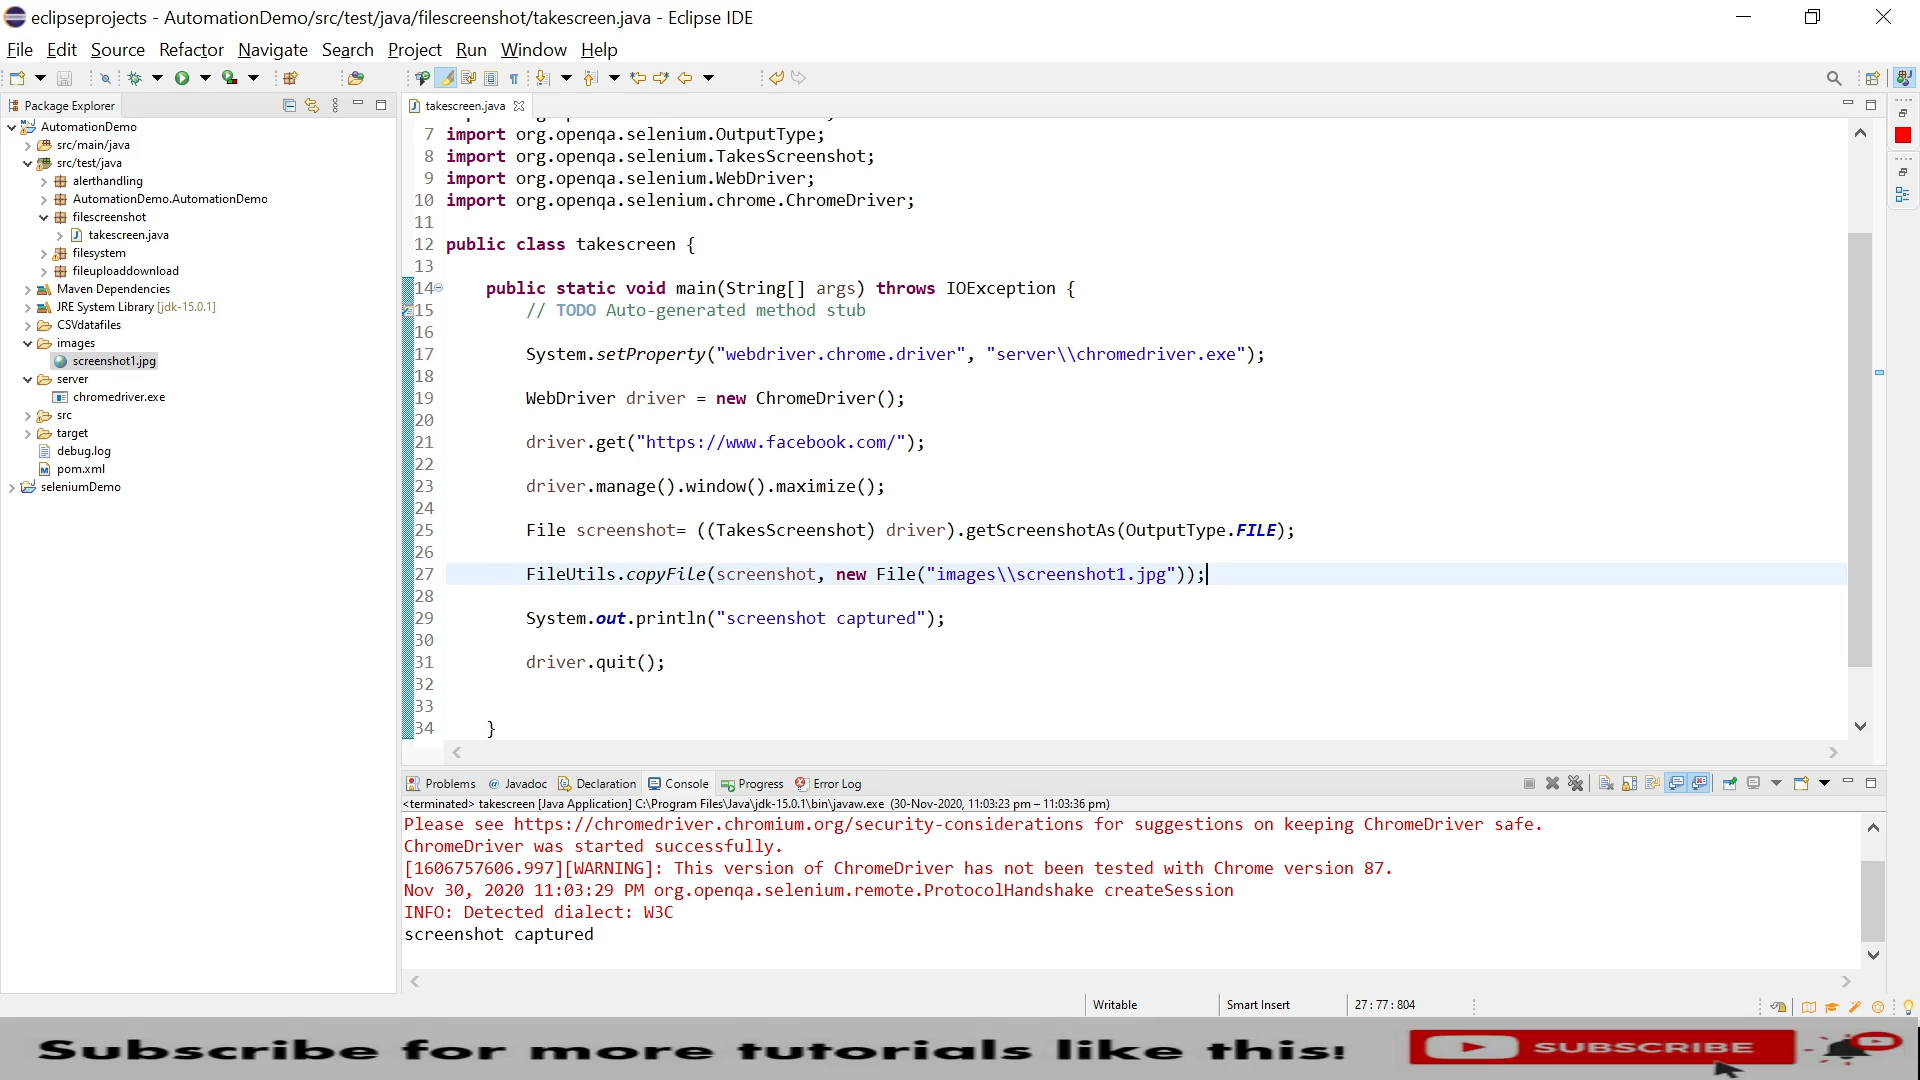 eclipseprojects - AutomationDemo/src/test/java/filescreenshot/takescreen.java - Eclipse IDE
File Edit Source Refactor Navigate Search Project Run Window Help
Package Explorer
AutomationDemo
src/main/java
src/test/java
alerthandling
AutomationDemo.AutomationDemo
filescreenshot
takescreen.java
filesystem
fileuploaddownload
Maven Dependencies
JRE System Library [jdk-15.0.1]
CSVdatafiles
images
screenshot1.jpg
server
chromedriver.exe
src
target
debug.log
pom.xml
seleniumDemo
takescreen.java
7 import org.openqa.selenium.OutputType;
8 import org.openqa.selenium.TakesScreenshot;
9 import org.openqa.selenium.WebDriver;
10 import org.openqa.selenium.chrome.ChromeDriver;
11
12 public class takescreen {
13
14 public static void main(String[] args) throws IOException {
15 // TODO Auto-generated method stub
16
17 System.setProperty("webdriver.chrome.driver", "server\\chromedriver.exe");
18
19 WebDriver driver = new ChromeDriver();
20
21 driver.get("https://www.facebook.com/");
22
23 driver.manage().window().maximize();
24
25 File screenshot= ((TakesScreenshot) driver).getScreenshotAs(OutputType.FILE);
26
27 FileUtils.copyFile(screenshot, new File("images\\screenshot1.jpg"));
28
29 System.out.println("screenshot captured");
30
31 driver.quit();
32
33
34 }
Problems @ Javadoc Declaration Console Progress Error Log
<terminated> takescreen [Java Application] C:\Program Files\Java\jdk-15.0.1\bin\javaw.exe (30-Nov-2020, 11:03:23 pm – 11:03:36 pm)
Please see https://chromedriver.chromium.org/security-considerations for suggestions on keeping ChromeDriver safe.
ChromeDriver was started successfully.
[1606757606.997][WARNING]: This version of ChromeDriver has not been tested with Chrome version 87.
Nov 30, 2020 11:03:29 PM org.openqa.selenium.remote.ProtocolHandshake createSession
INFO: Detected dialect: W3C
screenshot captured
Writable Smart Insert 27 : 77 : 804
Subscribe for more tutorials like this! SUBSCRIBE